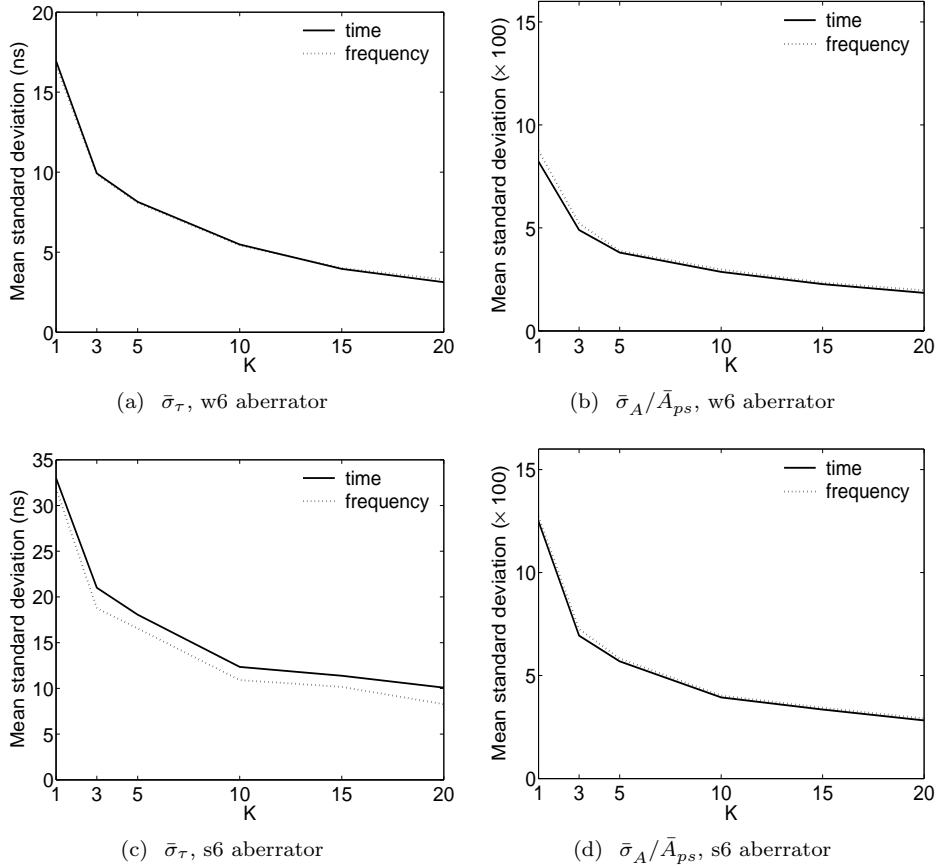 20
15
10
5
0
Mean standard deviation (ns)
time
frequency
1 3 5 10 15 20
K
(a) σ̄_τ, w6 aberrator
15
10
5
0
Mean standard deviation (× 100)
time
frequency
1 3 5 10 15 20
K
(b) σ̄_A/Ā_ps, w6 aberrator
35
30
25
20
15
10
5
0
Mean standard deviation (ns)
time
frequency
1 3 5 10 15 20
K
(c) σ̄_τ, s6 aberrator
15
10
5
0
Mean standard deviation (× 100)
time
frequency
1 3 5 10 15 20
K
(d) σ̄_A/Ā_ps, s6 aberrator